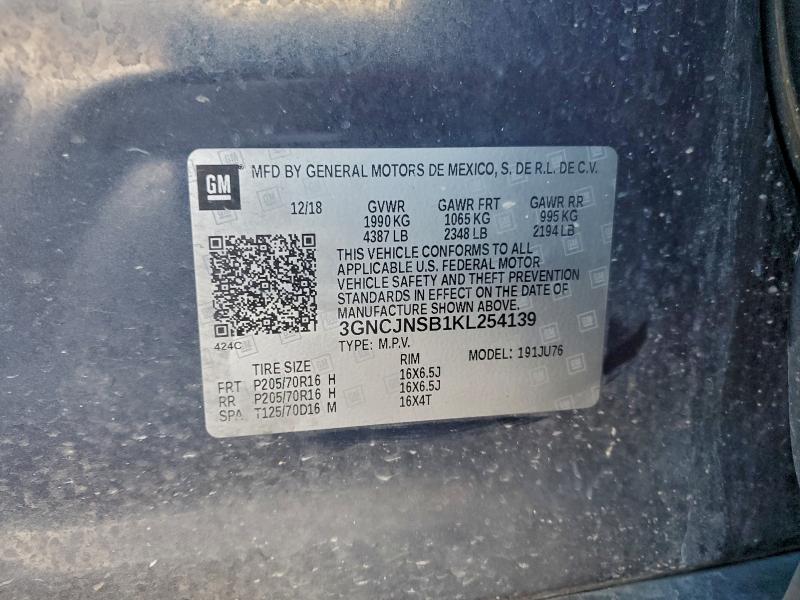 GM MFD BY GENERAL MOTORS DE MEXICO, S. DE R.L. DE C.V.
12/18 GVWR GAWR FRT GAWR RR
1990 KG 1065 KG 995 KG
4387 LB 2348 LB 2194 LB
THIS VEHICLE CONFORMS TO ALL
APPLICABLE U.S. FEDERAL MOTOR
VEHICLE SAFETY AND THEFT PREVENTION
STANDARDS IN EFFECT ON THE DATE OF
MANUFACTURE SHOWN ABOVE.
3GNCJNSB1KL254139
424C TYPE: M.P.V.
TIRE SIZE RIM MODEL: 191JU76
FRT P205/70R16 H 16X6.5J
RR P205/70R16 H 16X6.5J
SPA T125/70D16 M 16X4T